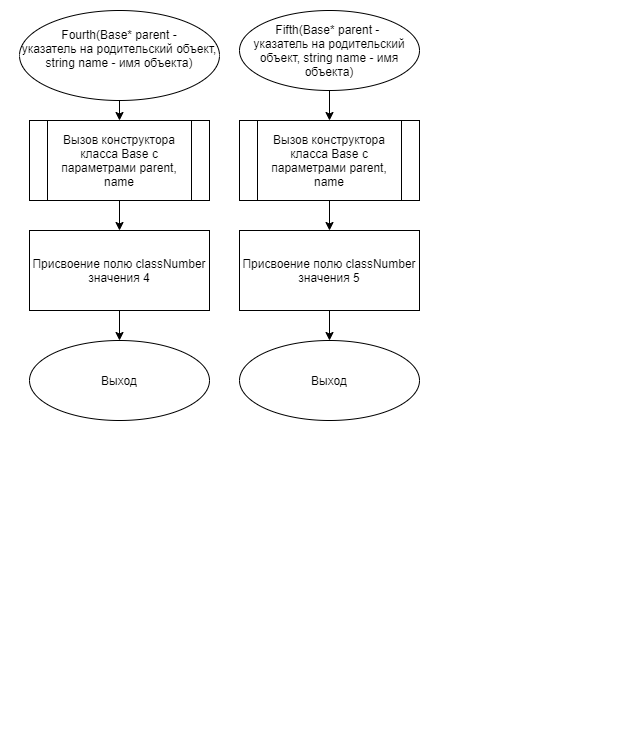 Fourth(Base* parent -
указатель на родительский объект,
string name - имя объекта)
Вызов конструктора
класса Base с
параметрами parent,
name
Присвоение полю classNumber
значения 4
Выход
Fifth(Base* parent -
указатель на родительский
объект, string name - имя
объекта)
Вызов конструктора
класса Base с
параметрами parent,
name
Присвоение полю classNumber
значения 5
Выход